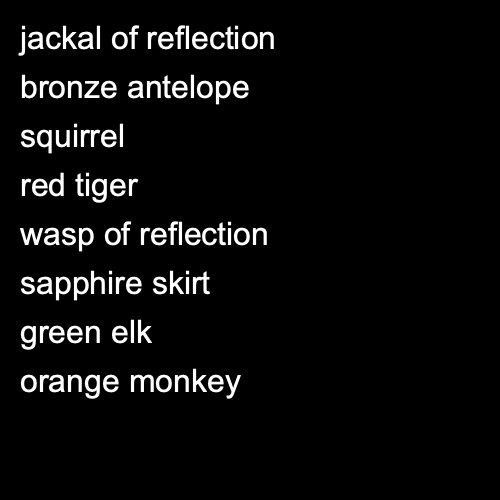 jackal of reflection
bronze antelope
squirrel
red tiger
wasp of reflection
sapphire skirt
green elk
orange monkey